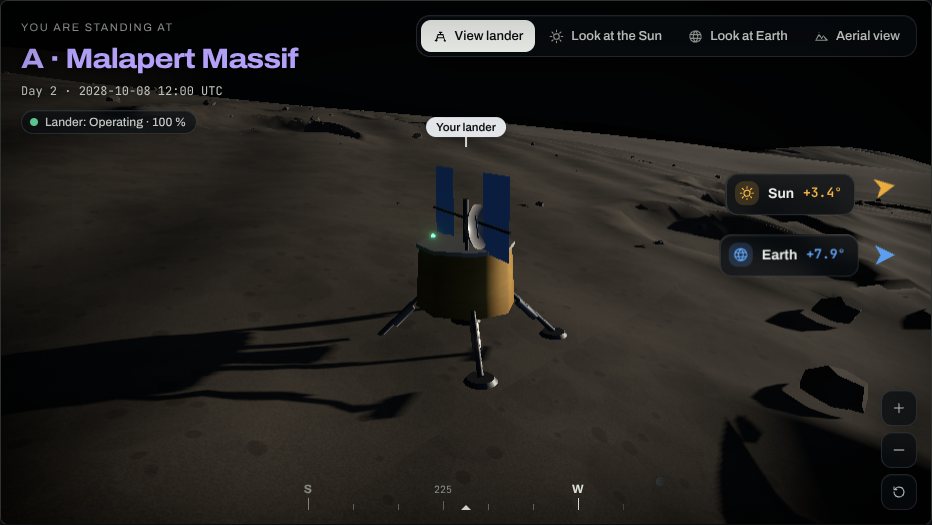 YOU ARE STANDING AT
A · Malapert Massif
Day 2 · 2028-10-08 12:00 UTC
Lander: Operating · 100 %
View lander
Look at the Sun
Look at Earth
Aerial view
Your lander
Sun +3.4°
Earth +7.9°
S
225
W